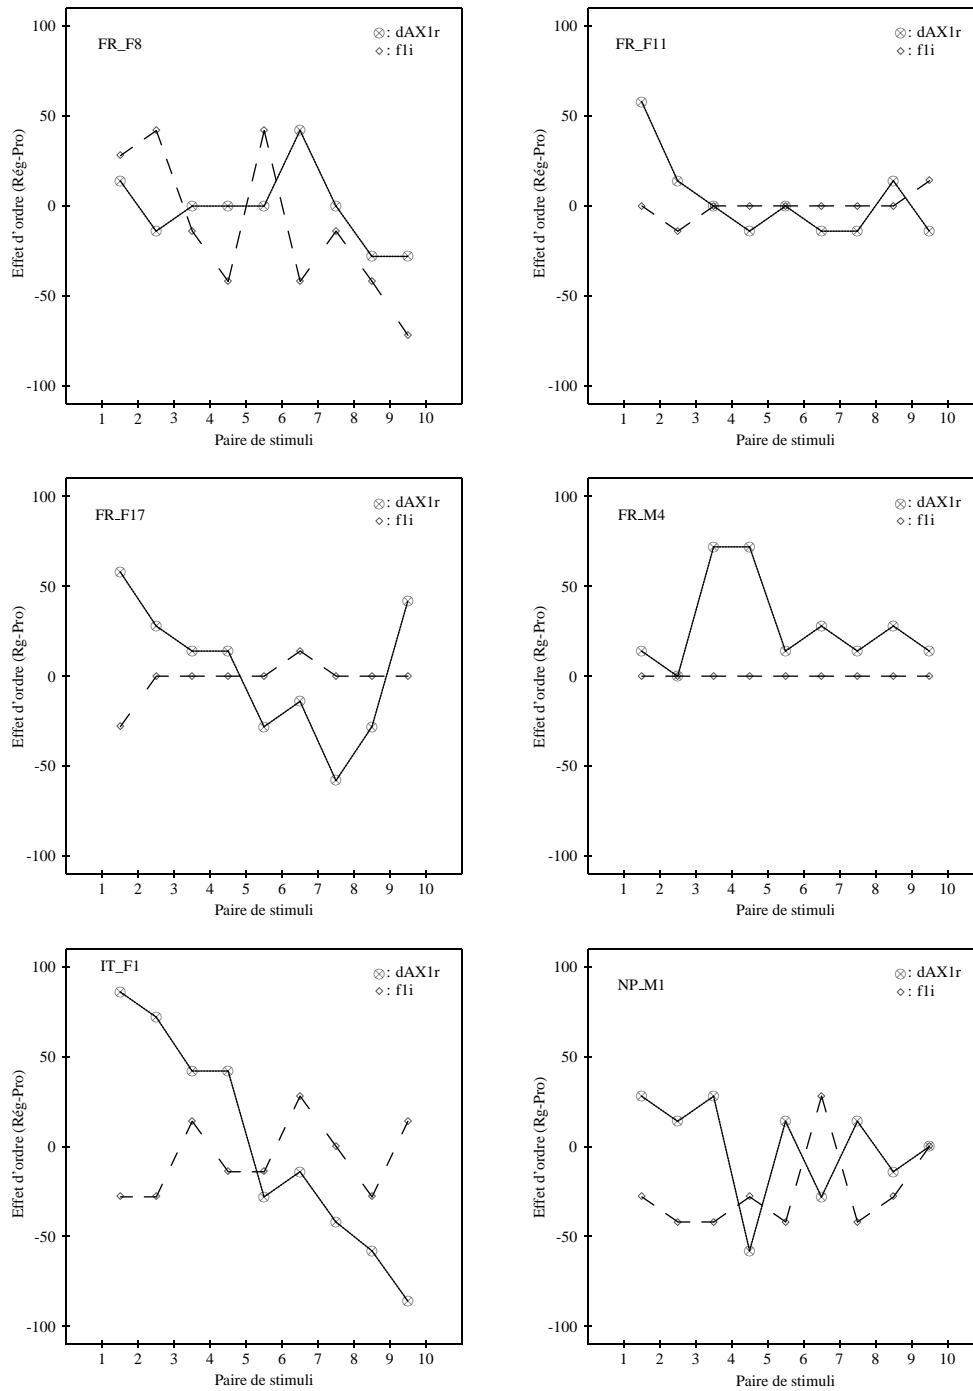 FR_F8
⊗: dAX1r
◇: f1i
Effet d'ordre (Rég-Pro)
100
50
0
-50
-100
1 2 3 4 5 6 7 8 9 10
Paire de stimuli
FR_F11
⊗: dAX1r
◇: f1i
Effet d'ordre (Rég-Pro)
100
50
0
-50
-100
1 2 3 4 5 6 7 8 9 10
Paire de stimuli
FR_F17
⊗: dAX1r
◇: f1i
Effet d'ordre (Rg-Pro)
100
50
0
-50
-100
1 2 3 4 5 6 7 8 9 10
Paire de stimuli
FR_M4
⊗: dAX1r
◇: f1i
Effet d'ordre (Rg-Pro)
100
50
0
-50
-100
1 2 3 4 5 6 7 8 9 10
Paire de stimuli
IT_F1
⊗: dAX1r
◇: f1i
Effet d'ordre (Rég-Pro)
100
50
0
-50
-100
1 2 3 4 5 6 7 8 9 10
Paire de stimuli
NP_M1
⊗: dAX1r
◇: f1i
Effet d'ordre (Rg-Pro)
100
50
0
-50
-100
1 2 3 4 5 6 7 8 9 10
Paire de stimuli